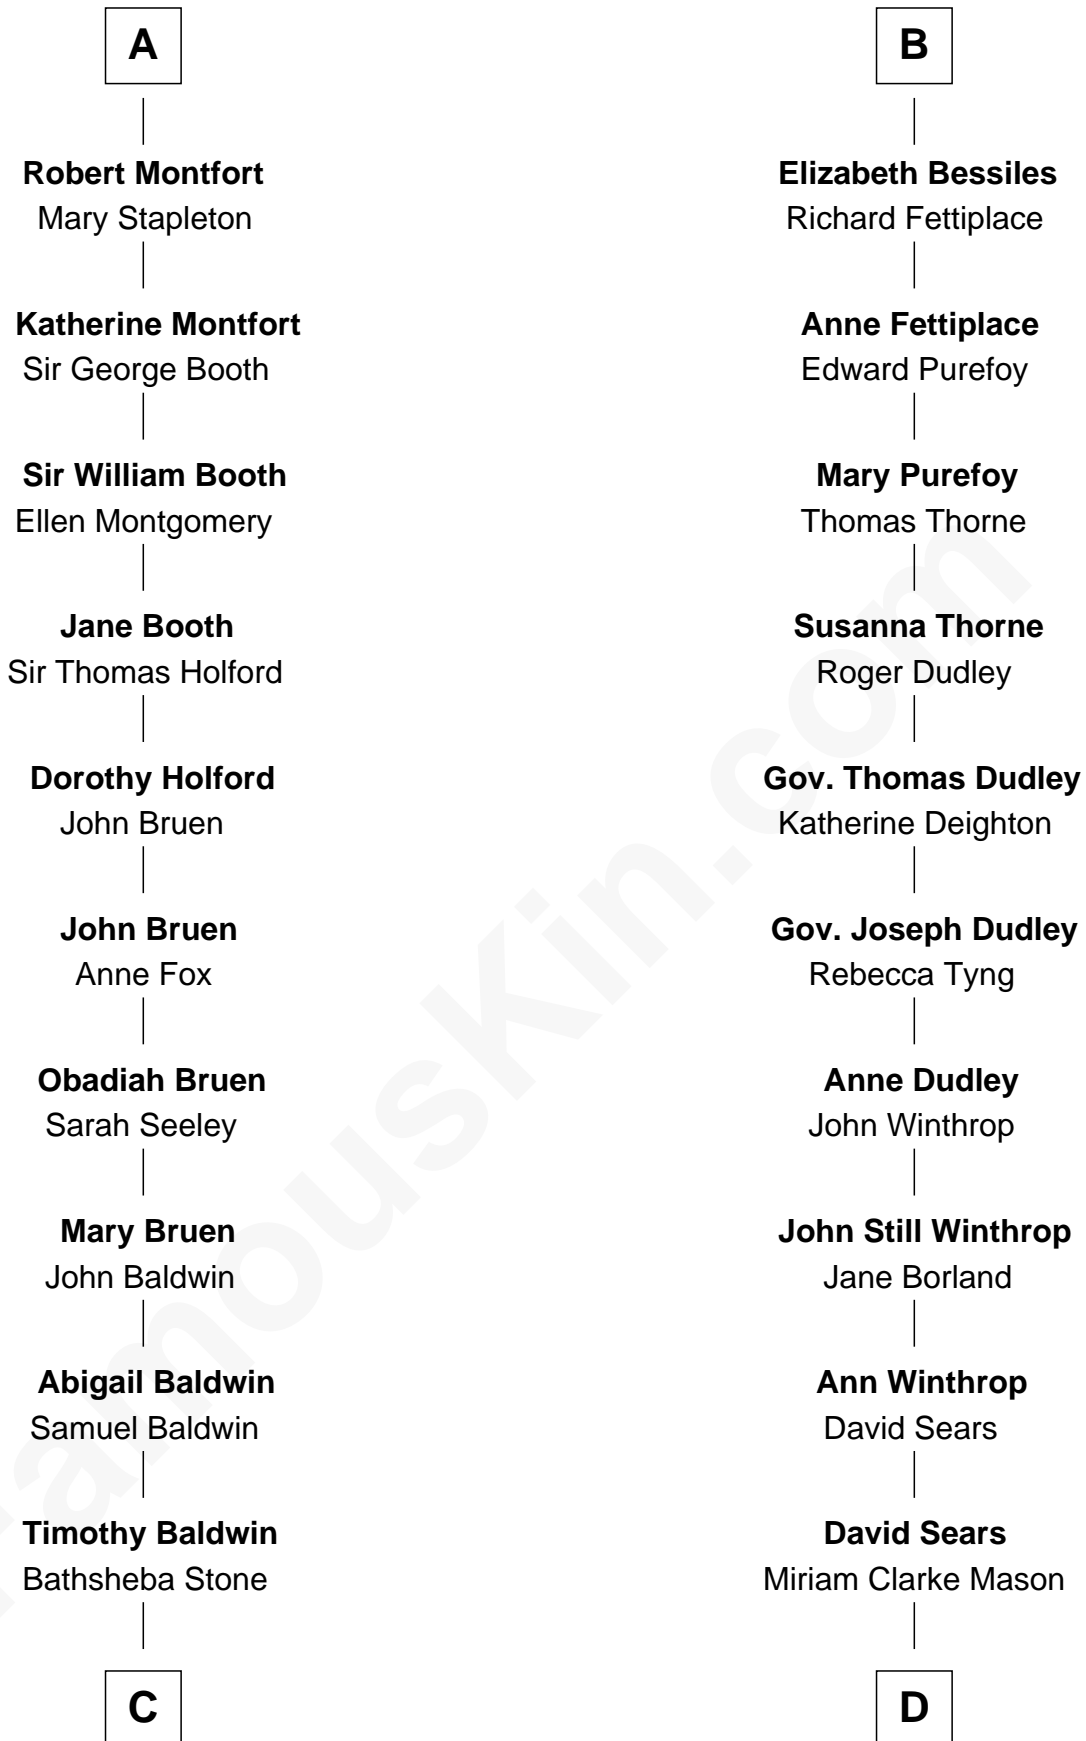 A
Robert Montfort
Mary Stapleton
Katherine Montfort
Sir George Booth
Sir William Booth
Ellen Montgomery
Jane Booth
Sir Thomas Holford
Dorothy Holford
John Bruen
John Bruen
Anne Fox
Obadiah Bruen
Sarah Seeley
Mary Bruen
John Baldwin
Abigail Baldwin
Samuel Baldwin
Timothy Baldwin
Bathsheba Stone
C
B
Elizabeth Bessiles
Richard Fettiplace
Anne Fettiplace
Edward Purefoy
Mary Purefoy
Thomas Thorne
Susanna Thorne
Roger Dudley
Gov. Thomas Dudley
Katherine Deighton
Gov. Joseph Dudley
Rebecca Tyng
Anne Dudley
John Winthrop
John Still Winthrop
Jane Borland
Ann Winthrop
David Sears
David Sears
Miriam Clarke Mason
D
FamousKin.com